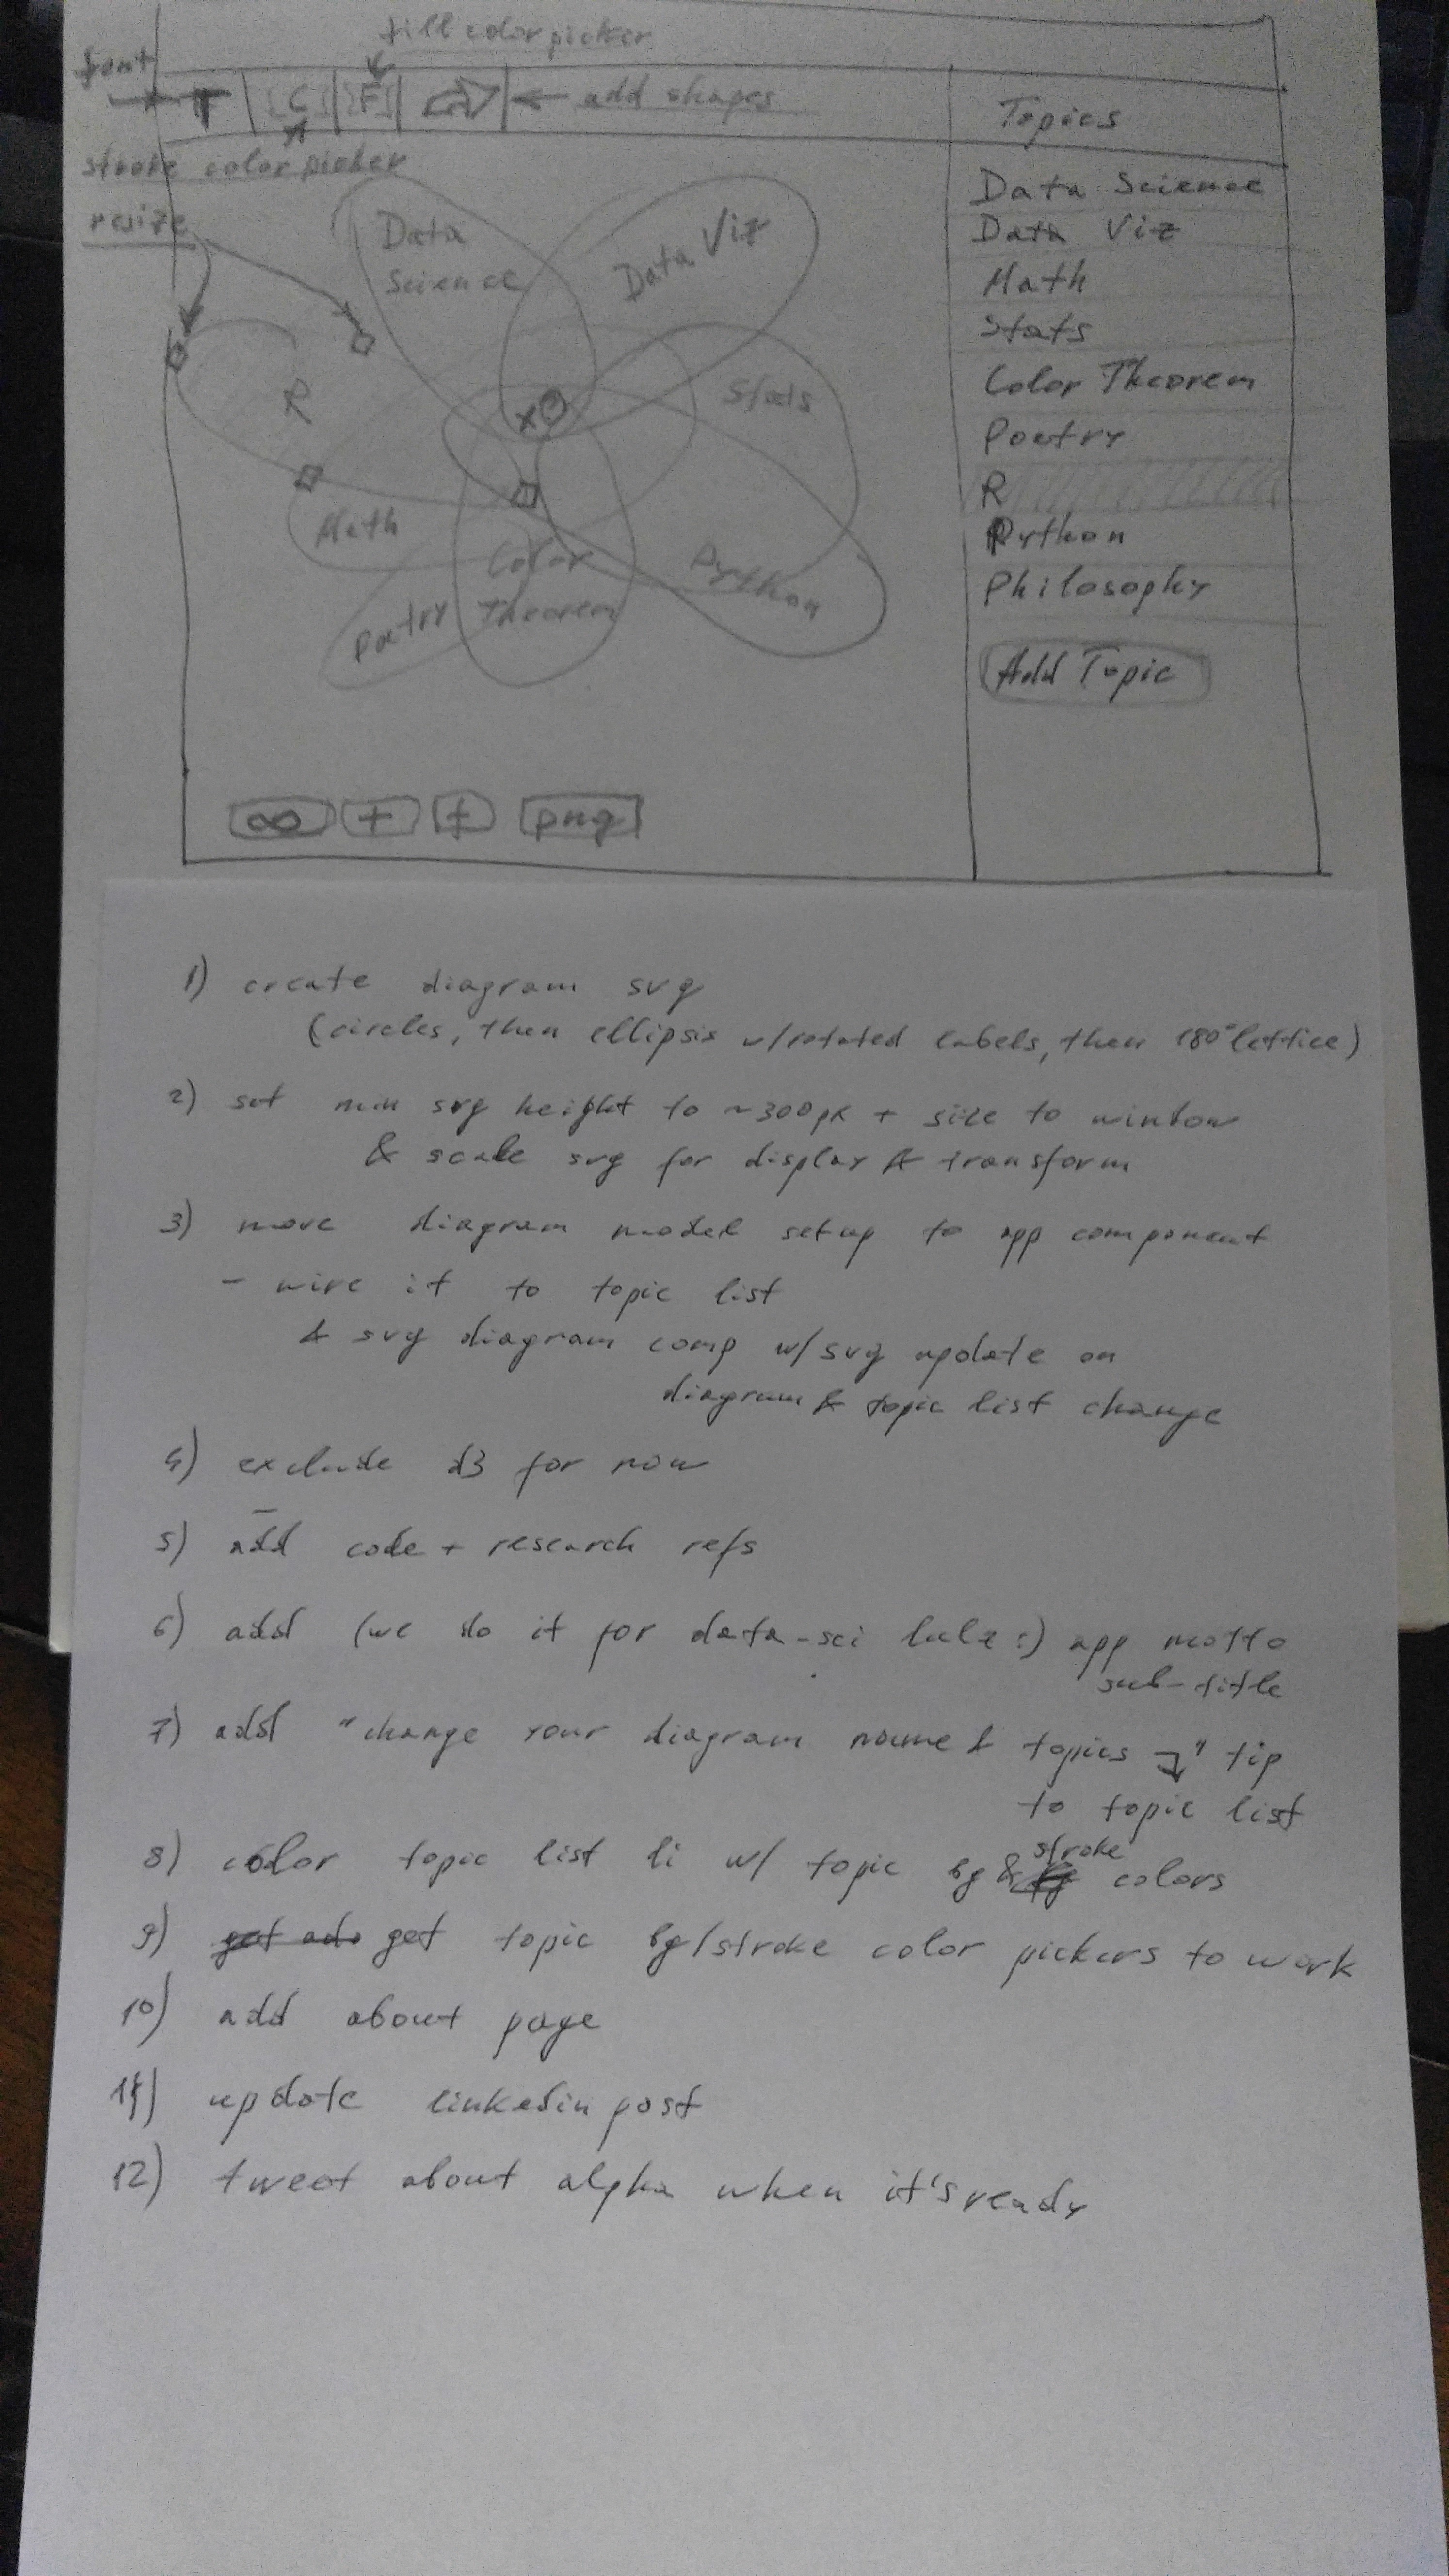 fill color picker
font
T C F ← add shapes
stroke color picker
resize
Topics
Data Science
Data Viz
Math
Stats
Color Theorem
Poetry
R
Python
Philosophy
Add Topic
Data
Science
Data Viz
Stats
R
x
Math
Color
Theorem
Python
Poetry
∞ + f png
1) create diagram svg
(circles, then ellipsis w/rotated labels, then 180° lettice)
2) set min svg height to ~300px + size to window
& scale svg for display & transform
3) move diagram model setup to app component
- wire it to topic list
& svg diagram comp w/ svg update on
diagram & topic list change
4) exclude d3 for now
5) add code + research refs
6) add (we do it for data-sci lulz :) app motto
sub-title
7) add "change your diagram name & topics ↴" tip
to topic list
8) color topic list li w/ topic bg & stroke colors
9) get topic bg/stroke color pickers to work
10) add about page
11) update linkedin post
12) tweet about alpha when it's ready